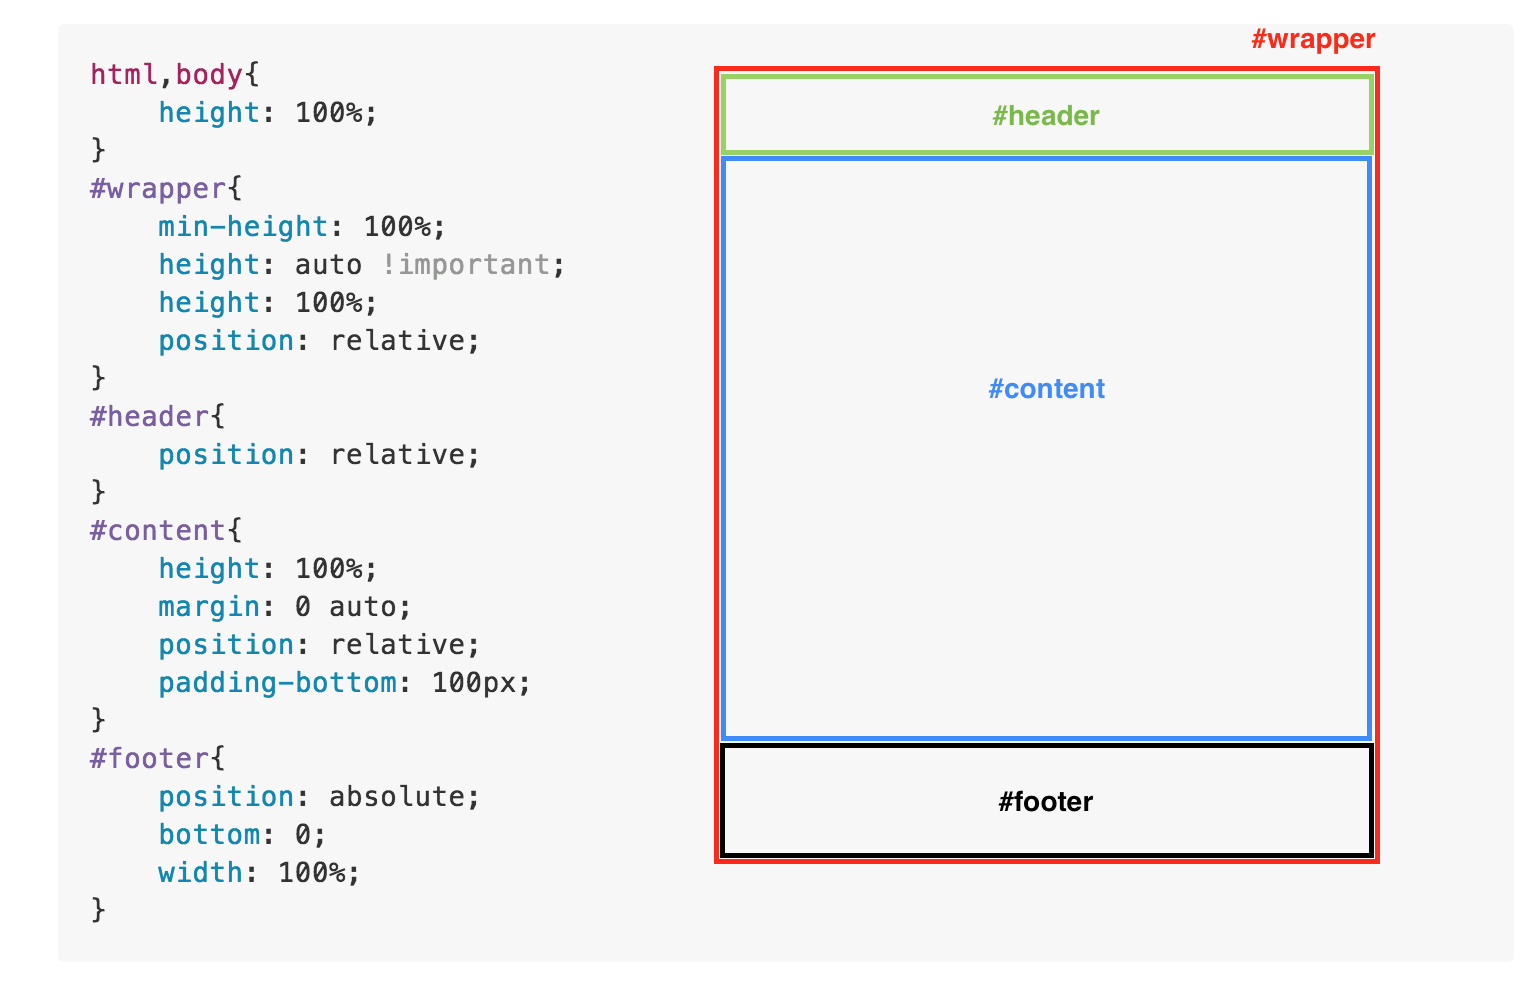 html,body{
    height: 100%;
}
#wrapper{
    min-height: 100%;
    height: auto !important;
    height: 100%;
    position: relative;
}
#header{
    position: relative;
}
#content{
    height: 100%;
    margin: 0 auto;
    position: relative;
    padding-bottom: 100px;
}
#footer{
    position: absolute;
    bottom: 0;
    width: 100%;
}
#wrapper
#header
#content
#footer